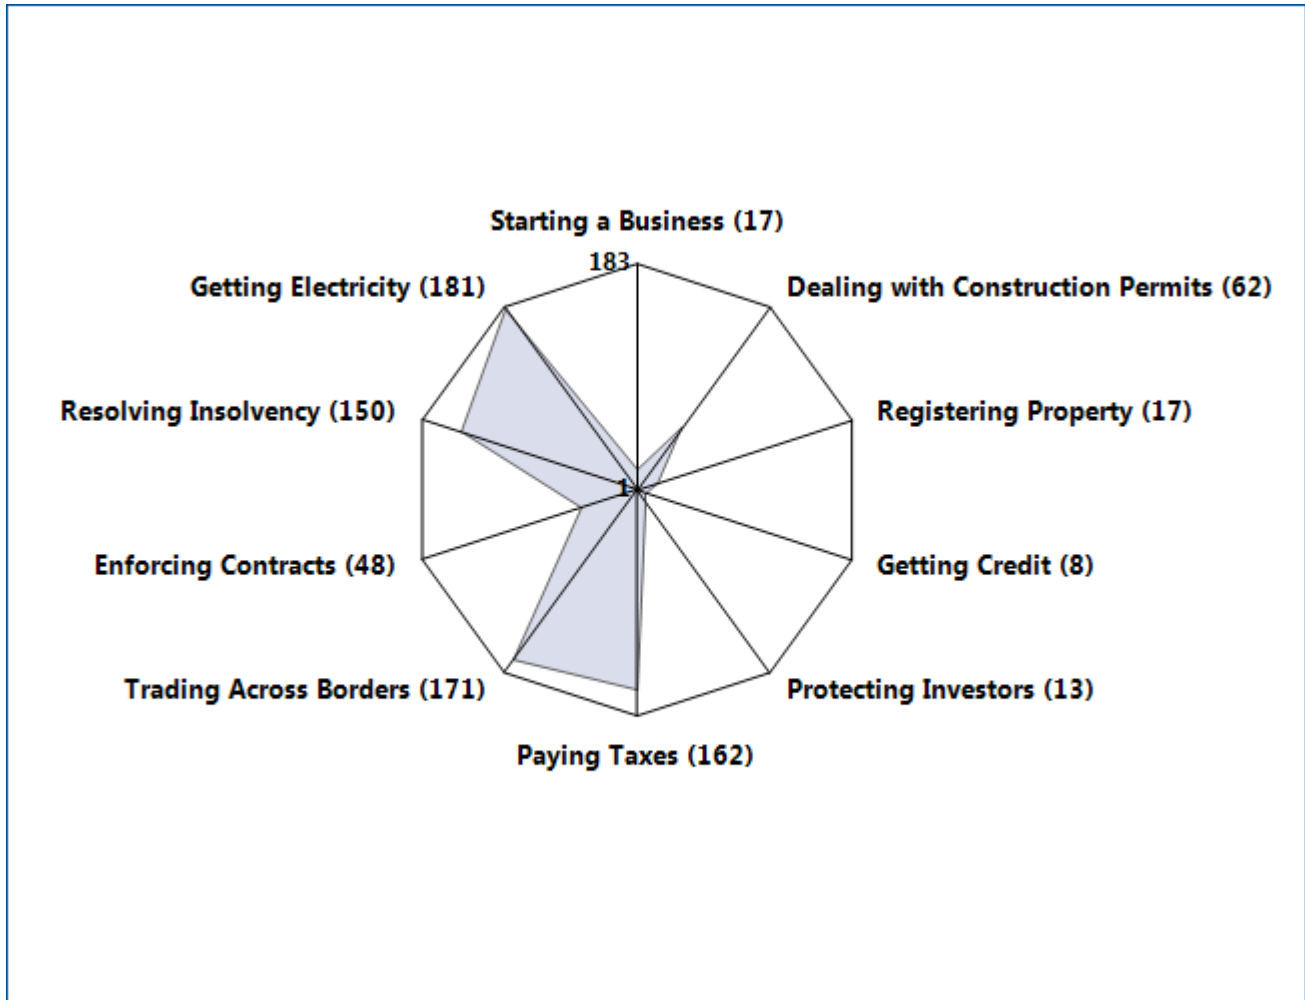 Starting a Business (17)
183
Getting Electricity (181)
Dealing with Construction Permits (62)
Resolving Insolvency (150)
Registering Property (17)
1
Enforcing Contracts (48)
Getting Credit (8)
Trading Across Borders (171)
Protecting Investors (13)
Paying Taxes (162)